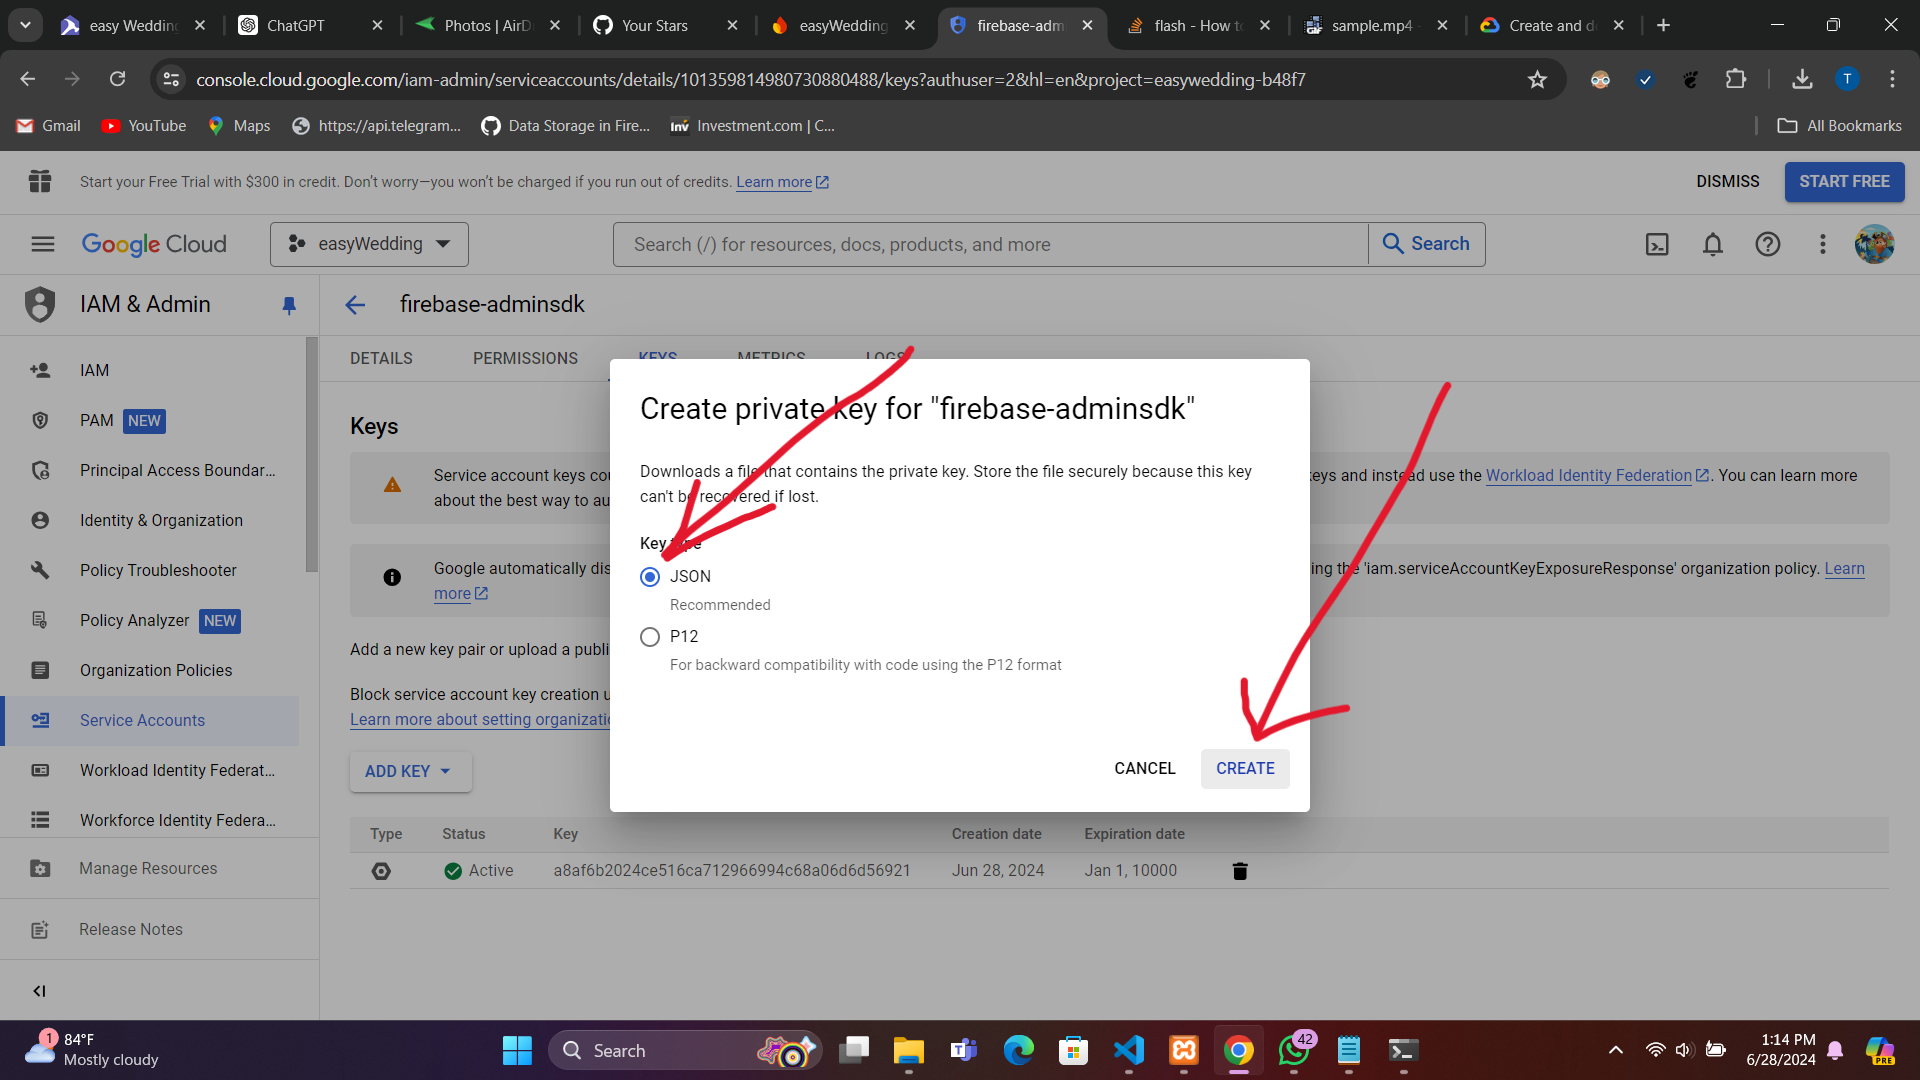 easy Wedding
ChatGPT
Photos | AirD
Your Stars
easyWedding
firebase-adm
flash - How to
sample.mp4 -
Create and de
console.cloud.google.com/iam-admin/serviceaccounts/details/101359814980730880488/keys?authuser=2&hl=en&project=easywedding-b48f7
T
Gmail
YouTube
Maps
https://api.telegram...
Data Storage in Fire...
Inv
Investment.com | C...
All Bookmarks
Start your Free Trial with $300 in credit. Don't worry—you won't be charged if you run out of credits. Learn more
DISMISS
START FREE
Google Cloud
easyWedding
Search (/) for resources, docs, products, and more
Search
IAM & Admin
firebase-adminsdk
IAM
PAM NEW
Principal Access Boundar...
Identity & Organization
Policy Troubleshooter
Policy Analyzer NEW
Organization Policies
Service Accounts
Workload Identity Federat...
Workforce Identity Federa...
Manage Resources
Release Notes
DETAILS
PERMISSIONS
KEYS
METRICS
LOGS
Keys
Service account keys co
keys and instead use the Workload Identity Federation. You can learn more
about the best way to au
Google automatically dis
ing the 'iam.serviceAccountKeyExposureResponse' organization policy. Learn
more
Add a new key pair or upload a publi
Block service account key creation u
Learn more about setting organizatio
ADD KEY
Create private key for "firebase-adminsdk"
Downloads a file that contains the private key. Store the file securely because this key
can't be recovered if lost.
Key type
JSON
Recommended
P12
For backward compatibility with code using the P12 format
CANCEL
CREATE
Type
Status
Key
Creation date
Expiration date
Active
a8af6b2024ce516ca712966994c68a06d6d56921
Jun 28, 2024
Jan 1, 10000
1
84°F
Mostly cloudy
Search
42
1:14 PM
6/28/2024
PRE